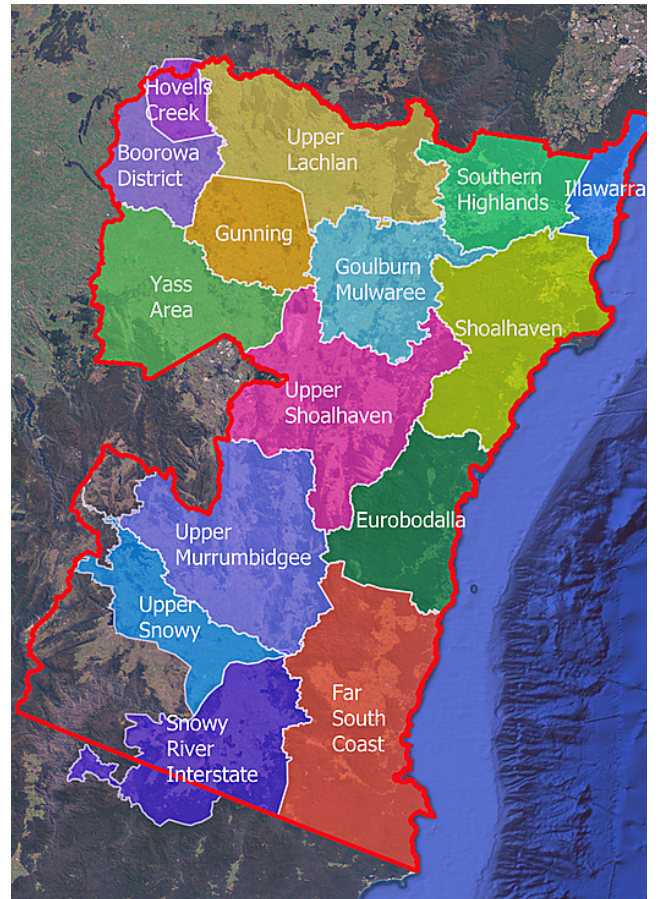 Hovells
Creek
Upper
Lachlan
Boorowa
District
Southern
Highlands
Illawarra
Gunning
Goulburn
Mulwaree
Yass
Area
Shoalhaven
Upper
Shoalhaven
Eurobodalla
Upper
Murrumbidgee
Upper
Snowy
Far
South
Coast
Snowy
River
Interstate